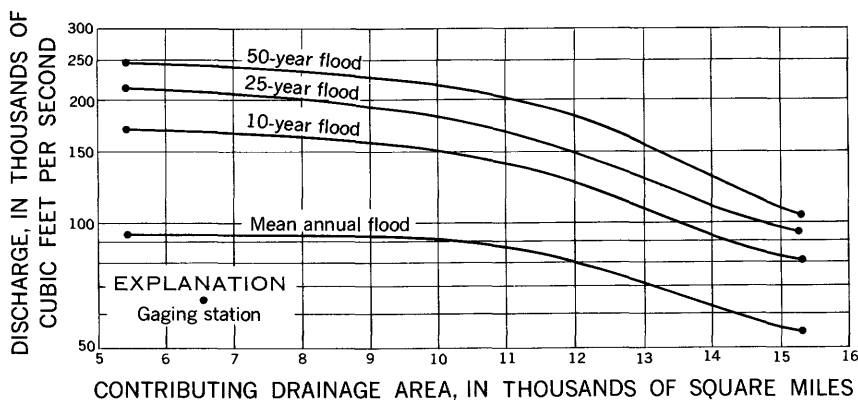 DISCHARGE, IN THOUSANDS OF
CUBIC FEET PER SECOND
300
250
200
150
100
50
50-year flood
25-year flood
10-year flood
Mean annual flood
EXPLANATION
Gaging station
5 6 7 8 9 10 11 12 13 14 15 16
CONTRIBUTING DRAINAGE AREA, IN THOUSANDS OF SQUARE MILES